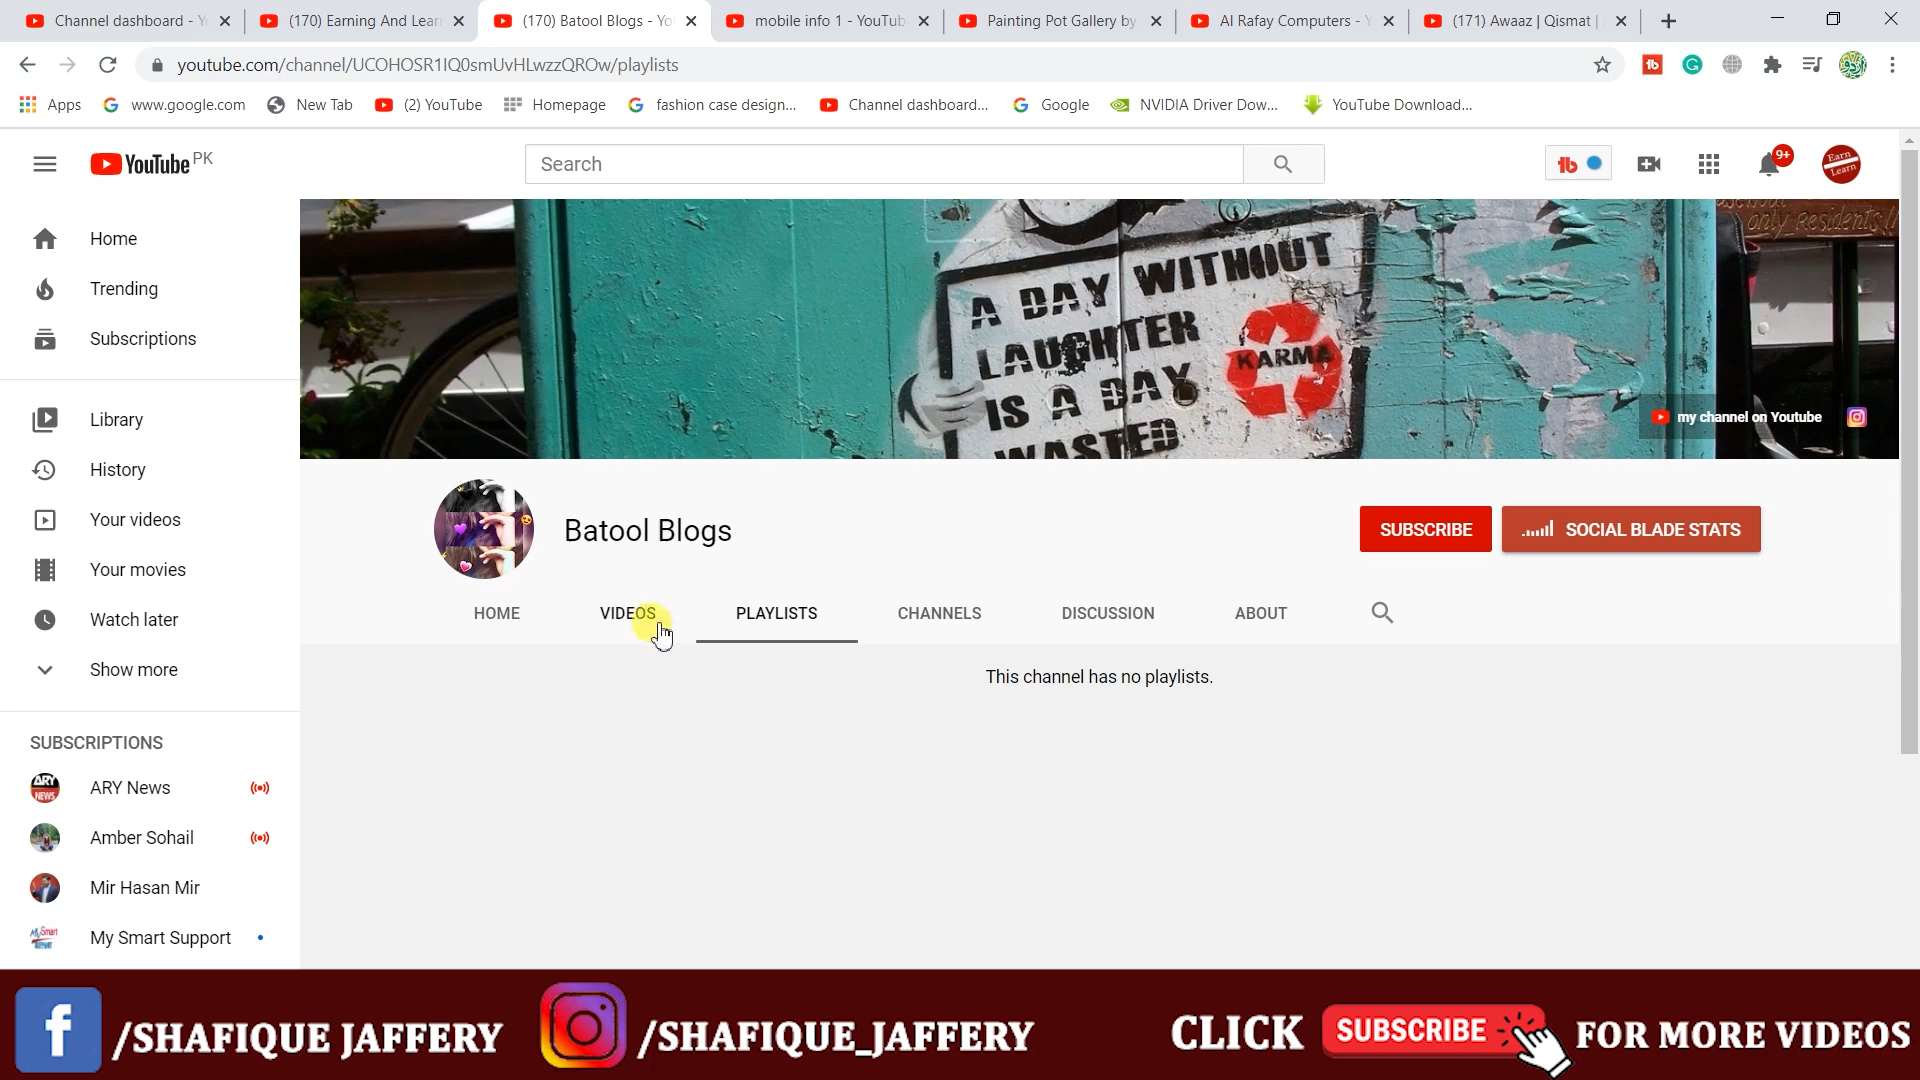 Channel dashboard - Y
(170) Earning And Lear
(170) Batool Blogs - Yo
mobile info 1 - YouTub
Painting Pot Gallery by
Al Rafay Computers - Y
(171) Awaaz | Qismat |
youtube.com/channel/UCOHOSR1IQ0smUvHLwzzQROw/playlists
Apps
www.google.com
New Tab
(2) YouTube
Homepage
fashion case design...
Channel dashboard...
Google
NVIDIA Driver Dow...
YouTube Download...
YouTube PK
Search
9+
Earn
Learn
Home
Trending
Subscriptions
Library
History
Your videos
Your movies
Watch later
Show more
SUBSCRIPTIONS
ARY News
Amber Sohail
Mir Hasan Mir
My Smart Support
only Residents
A DAY WITHOUT
LAUGHTER
IS A DAY
WASTED
KARMA
my channel on Youtube
Batool Blogs
SUBSCRIBE
SOCIAL BLADE STATS
HOME
VIDEOS
PLAYLISTS
CHANNELS
DISCUSSION
ABOUT
This channel has no playlists.
/SHAFIQUE JAFFERY
/SHAFIQUE_JAFFERY
CLICK SUBSCRIBE FOR MORE VIDEOS